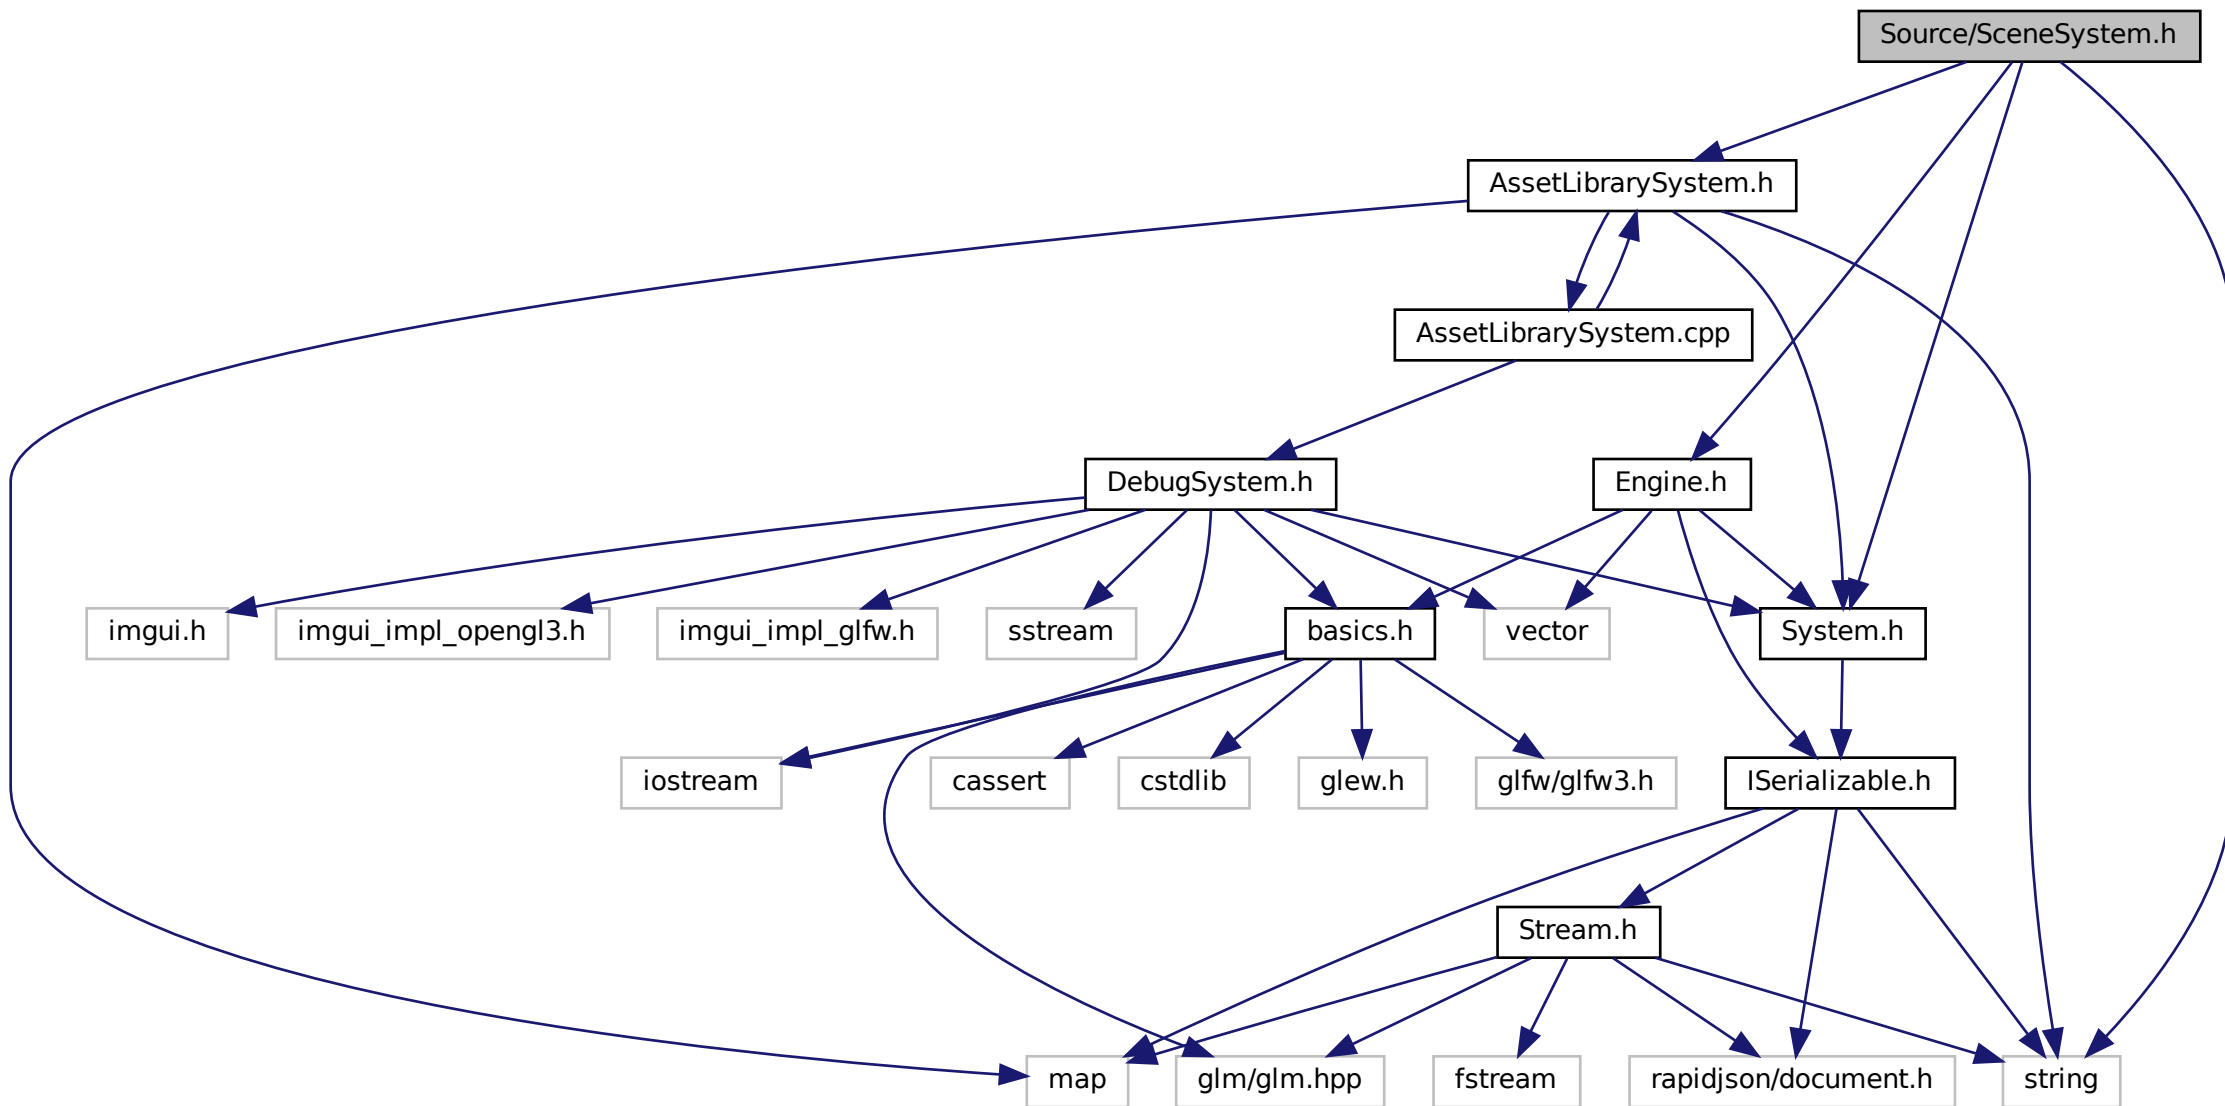 Source/SceneSystem.h
AssetLibrarySystem.h
AssetLibrarySystem.cpp
DebugSystem.h
Engine.h
imgui.h
imgui_impl_opengl3.h
imgui_impl_glfw.h
sstream
basics.h
vector
System.h
iostream
cassert
cstdlib
glew.h
glfw/glfw3.h
ISerializable.h
Stream.h
map
glm/glm.hpp
fstream
rapidjson/document.h
string